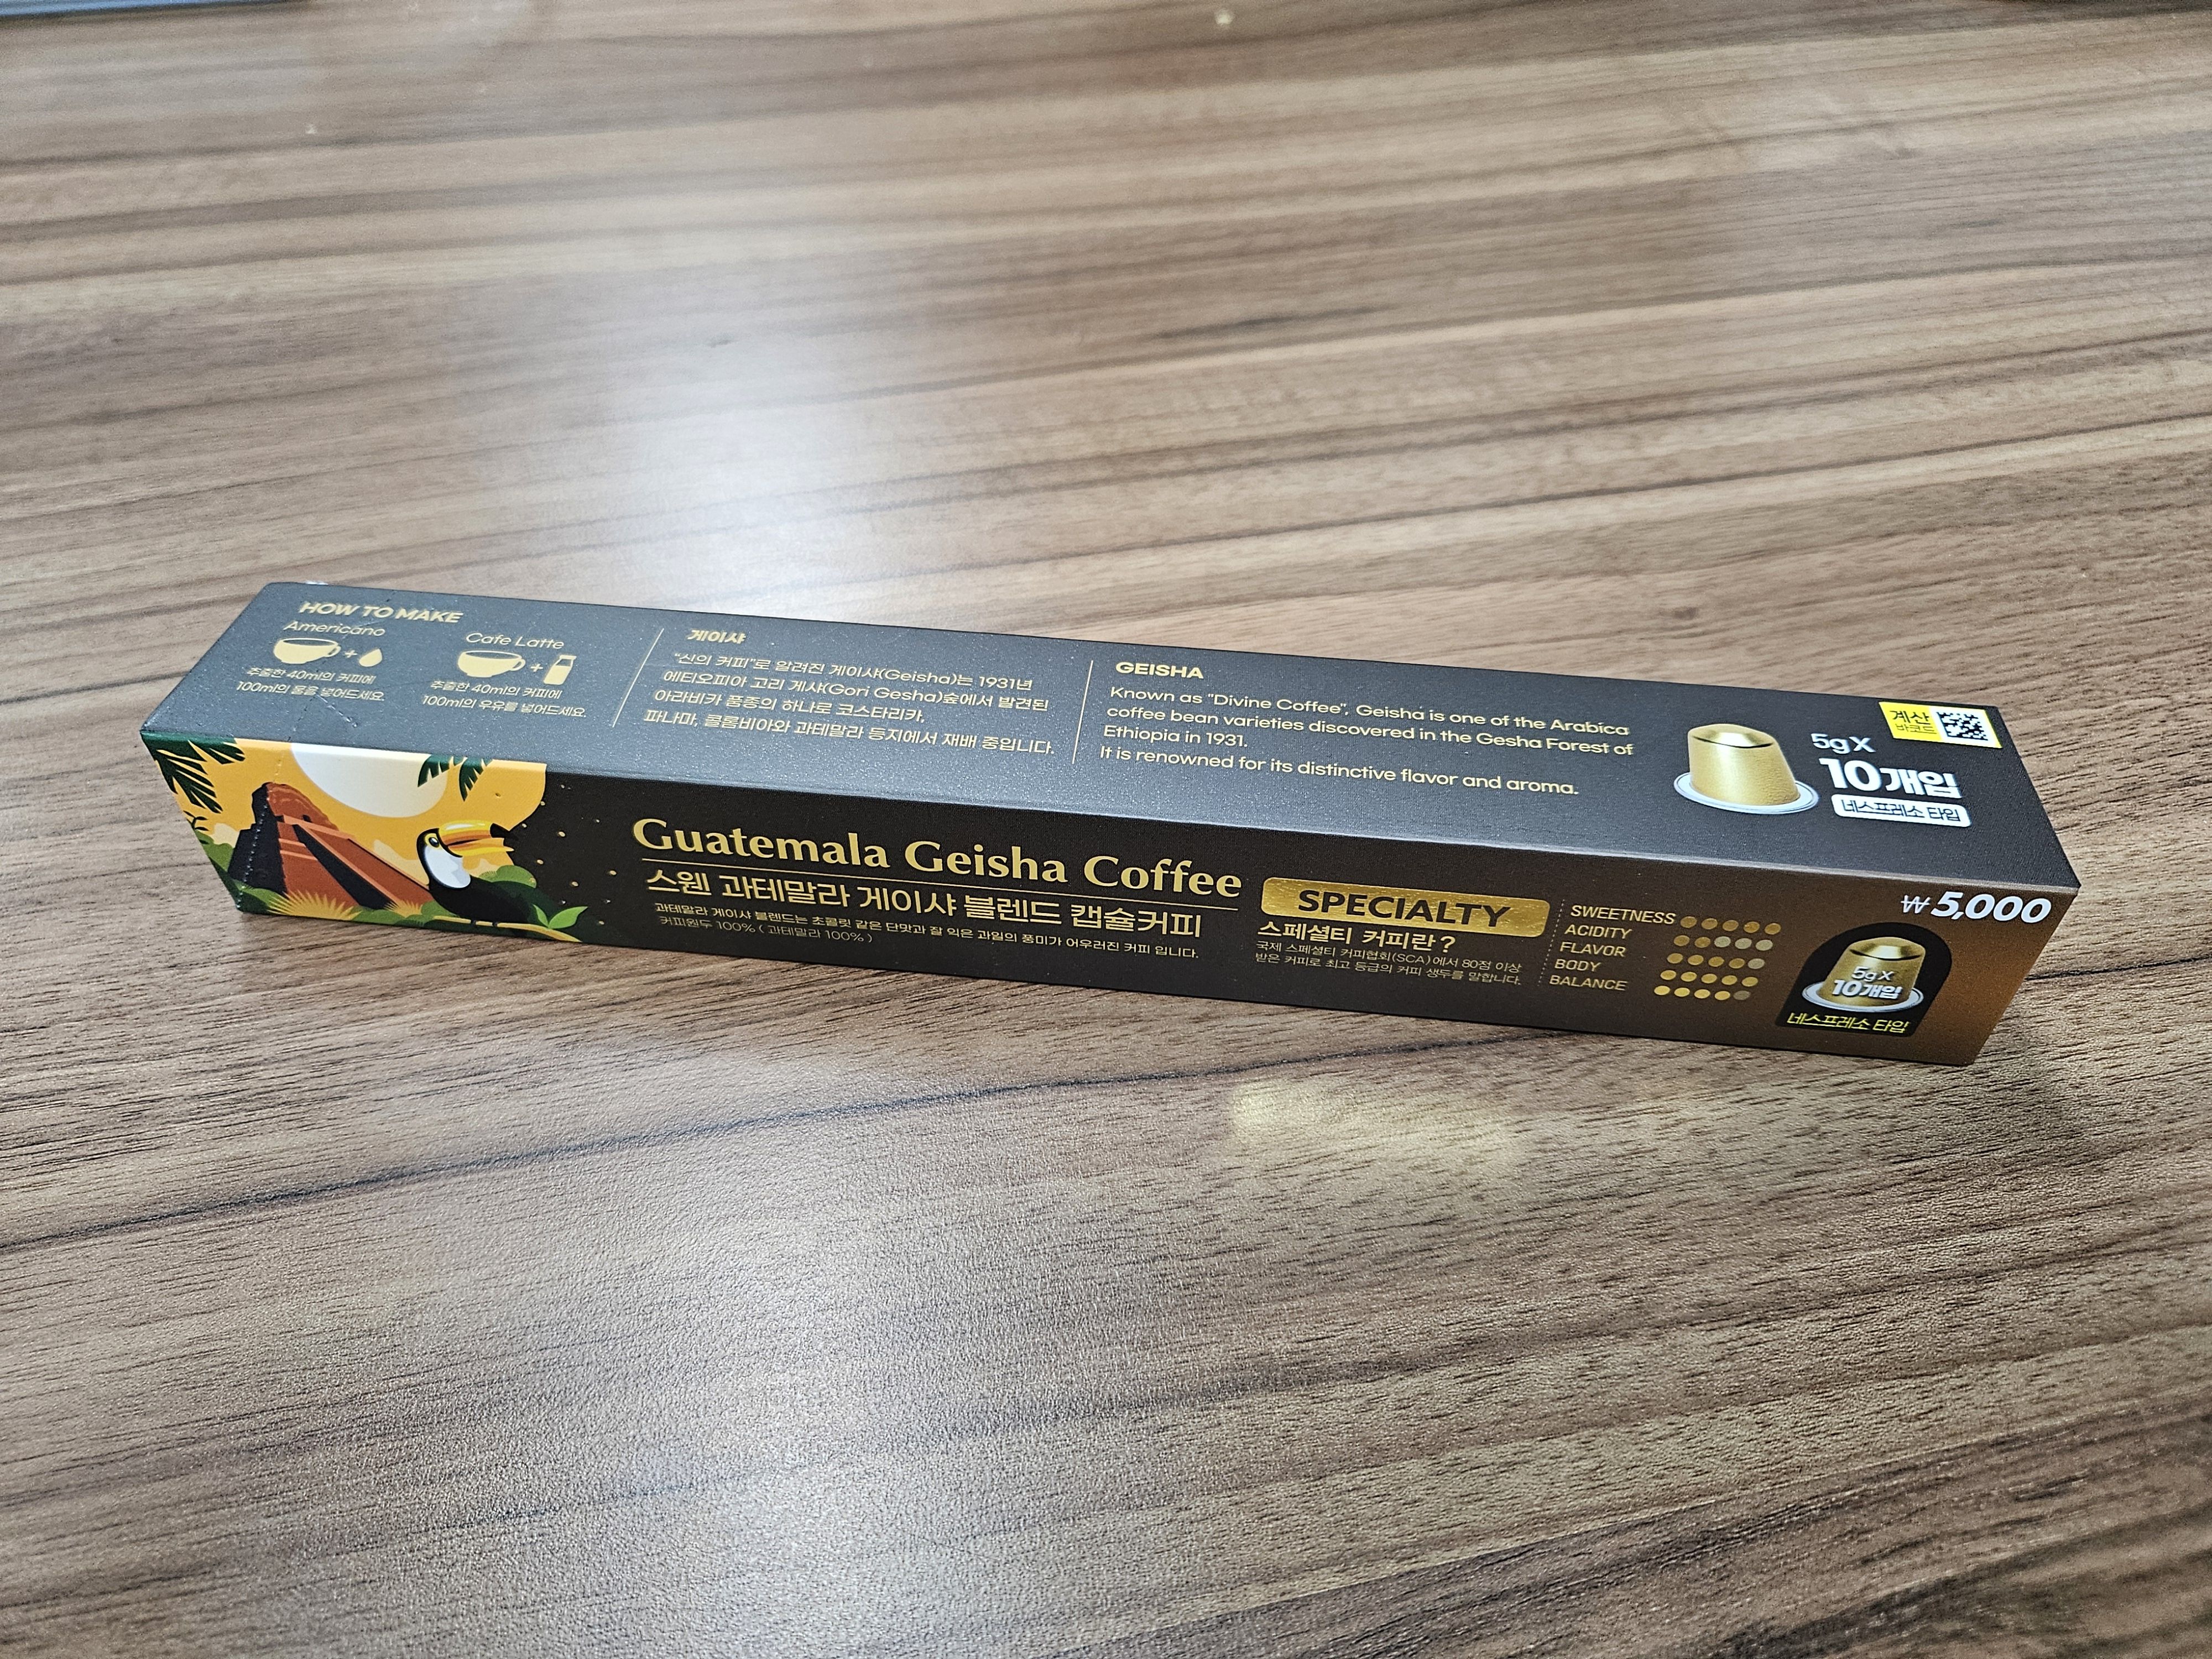 HOW TO MAKE
Americano
추출한 40ml의 커피에
100ml의 물을 넣어드세요.
Cafe Latte
추출한 40ml의 커피에
100ml의 우유를 넣어드세요.
게이샤
"신의 커피"로 알려진 게이샤(Geisha)는 1931년
에티오피아 고리 게샤(Gori Gesha)숲에서 발견된
아라비카 품종의 하나로 코스타리카,
파나마, 콜롬비아와 과테말라 등지에서 재배 중입니다.
GEISHA
Known as "Divine Coffee", Geisha is one of the Arabica
coffee bean varieties discovered in the Gesha Forest of
Ethiopia in 1931.
It is renowned for its distinctive flavor and aroma.
5g X
10개입
네스프레소 타입
계산
바코드
Guatemala Geisha Coffee
스웬 과테말라 게이샤 블렌드 캡슐커피
과테말라 게이샤 블렌드는 초콜릿 같은 단맛과 잘 익은 과일의 풍미가 어우러진 커피 입니다.
커피원두 100% ( 과테말라 100% )
SPECIALTY
스페셜티 커피란?
국제 스페셜티 커피협회(SCA)에서 80점 이상
받은 커피로 최고 등급의 커피 생두를 말합니다.
SWEETNESS
ACIDITY
FLAVOR
BODY
BALANCE
₩ 5,000
5g X
10개입
네스프레소 타입